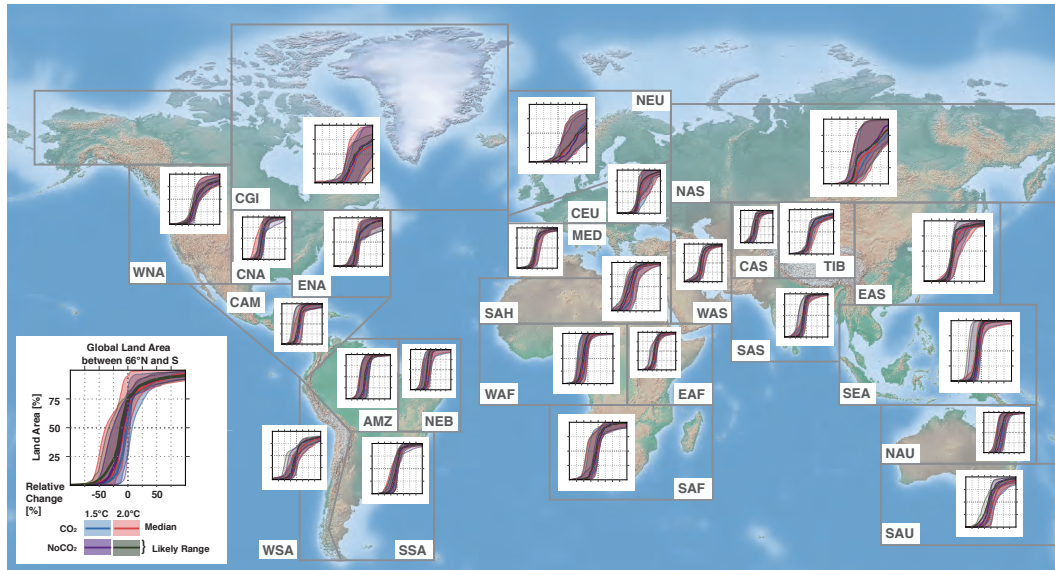 NEU
CGI
NAS
CEU
MED
WNA
CNA
ENA
CAS
TIB
EAS
CAM
SAH
WAS
SAS
WAF
EAF
SEA
AMZ
NEB
NAU
SAF
SAU
WSA
SSA
Global Land Area
between 66°N and S
Land Area [%]
75
50
25
Relative
Change
[%]
-50
0
50
1.5°C
2.0°C
CO₂
Median
NoCO₂
} Likely Range